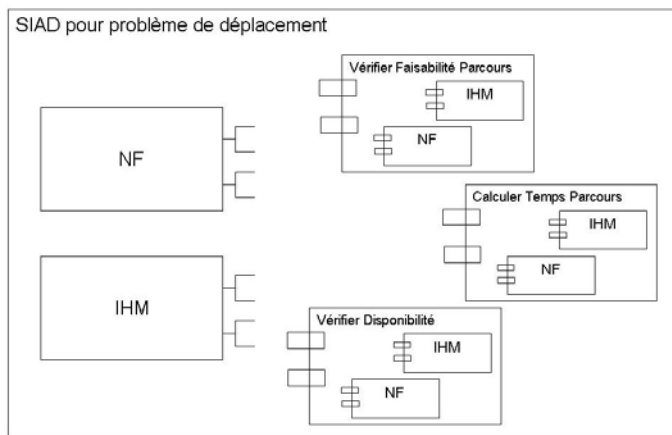 SIAD pour problème de déplacement
Vérifier Faisabilité Parcours
IHM
NF
NF
Calculer Temps Parcours
IHM
NF
IHM
Vérifier Disponibilité
IHM
NF